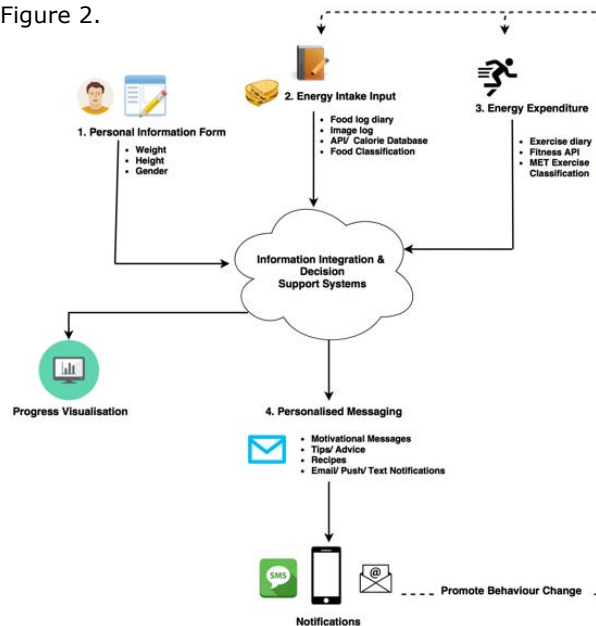 Figure 2.
2. Energy Intake Input
• Food log diary
• Image log
• API/ Calorie Database
• Food Classification
3. Energy Expenditure
• Exercise diary
• Fitness API
• MET Exercise
Classification
1. Personal Information Form
• Weight
• Height
• Gender
Information Integration &
Decision
Support Systems
Progress Visualisation
4. Personalised Messaging
• Motivational Messages
• Tips/ Advice
• Recipes
• Email/ Push/ Text Notifications
SMS
@
Promote Behaviour Change
Notifications